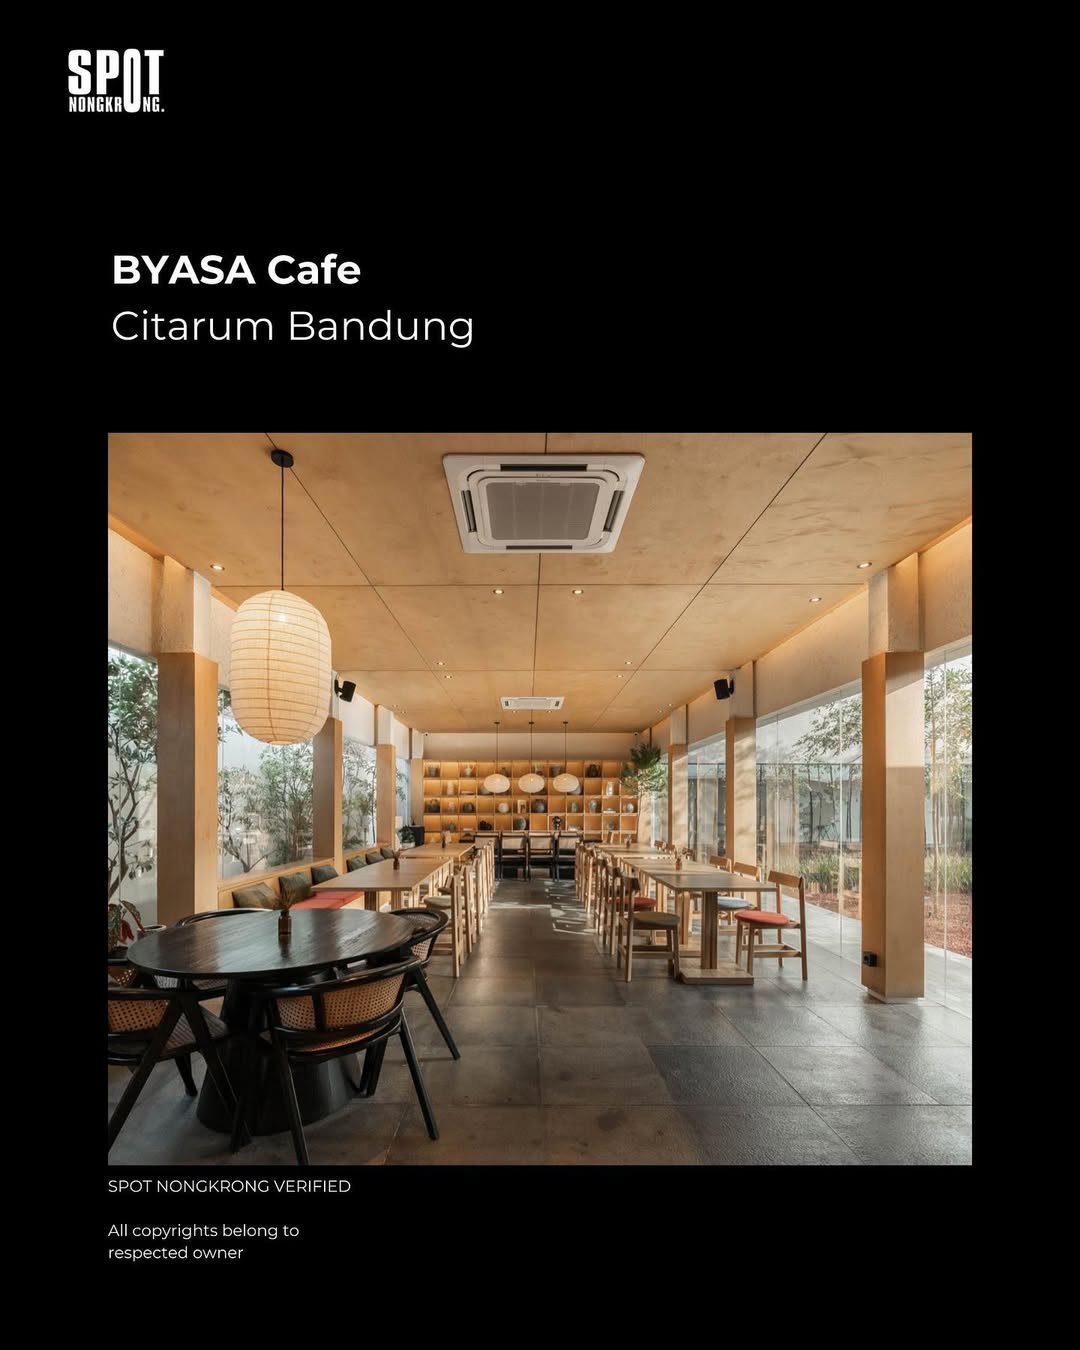 SPOT
NONGKRONG.
BYASA Cafe
Citarum Bandung
SPOT NONGKRONG VERIFIED
All copyrights belong to
respected owner